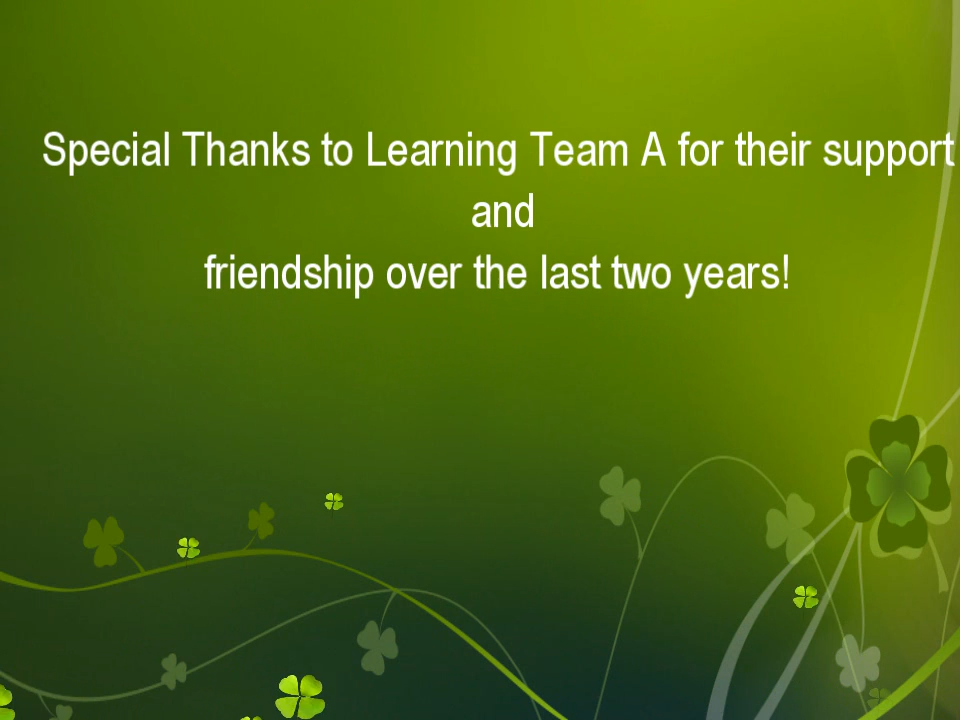 Special Thanks to Learning Team A for their support
and
friendship over the last two years!